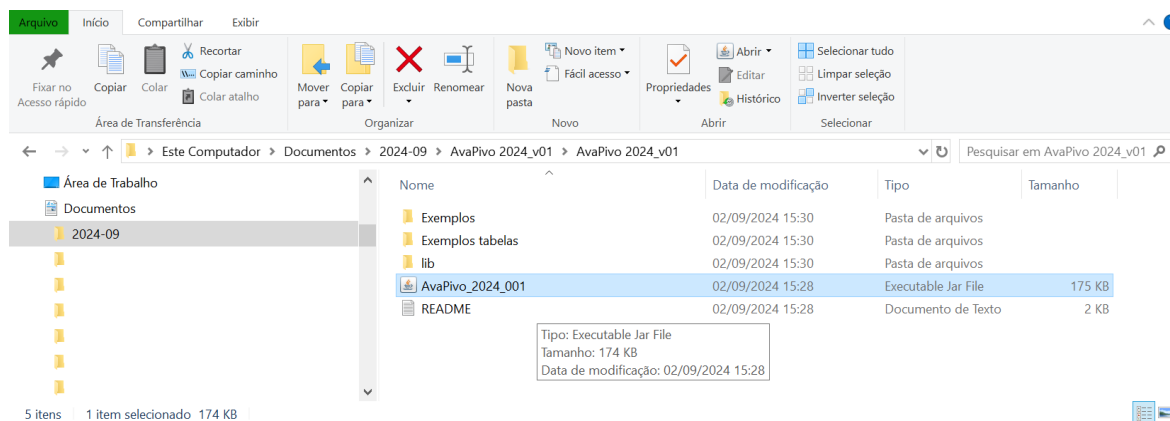 Arquivo Início Compartilhar Exibir
Fixar no Acesso rápido
Copiar
Colar
Recortar
Copiar caminho
Colar atalho
Área de Transferência
Mover para
Copiar para
Excluir
Renomear
Organizar
Nova pasta
Novo item
Fácil acesso
Novo
Propriedades
Abrir
Editar
Histórico
Abrir
Selecionar tudo
Limpar seleção
Inverter seleção
Selecionar
Este Computador > Documentos > 2024-09 > AvaPivo 2024_v01 > AvaPivo 2024_v01
Pesquisar em AvaPivo 2024_v01
Área de Trabalho
Documentos
2024-09
Nome Data de modificação Tipo Tamanho
Exemplos 02/09/2024 15:30 Pasta de arquivos
Exemplos tabelas 02/09/2024 15:30 Pasta de arquivos
lib 02/09/2024 15:30 Pasta de arquivos
AvaPivo_2024_001 02/09/2024 15:28 Executable Jar File 175 KB
README 02/09/2024 15:28 Documento de Texto 2 KB
Tipo: Executable Jar File
Tamanho: 174 KB
Data de modificação: 02/09/2024 15:28
5 itens 1 item selecionado 174 KB